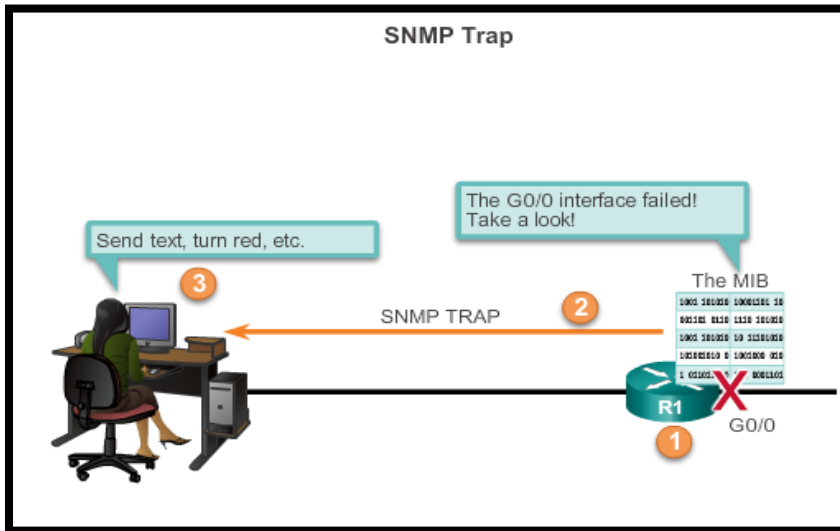 SNMP Trap
The G0/0 interface failed!
Take a look!
Send text, turn red, etc.
3
The MIB
SNMP TRAP
2
R1
G0/0
1